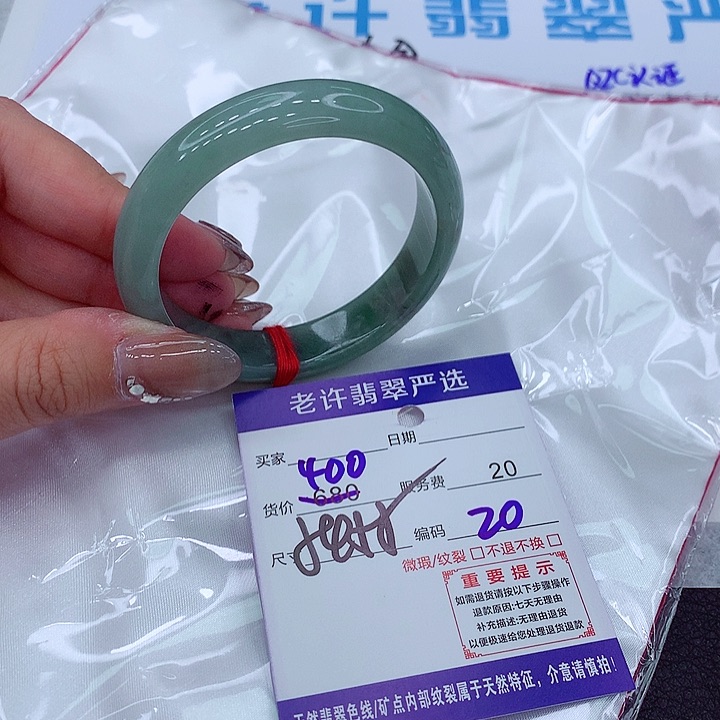 许翡翠严
AZC认证
老许翡翠严选
买家 日期
400
货价 680 服务费 20
尺寸 编码 20
微瑕/纹裂 □不退不换 □
重要提示
如需退货请按以下步骤操作
退款原因:七天无理由
补充描述:无理由退货
以便极速给您处理退货退款
天然翡翠色线/矿点内部纹裂属于天然特征，介意请慎拍!